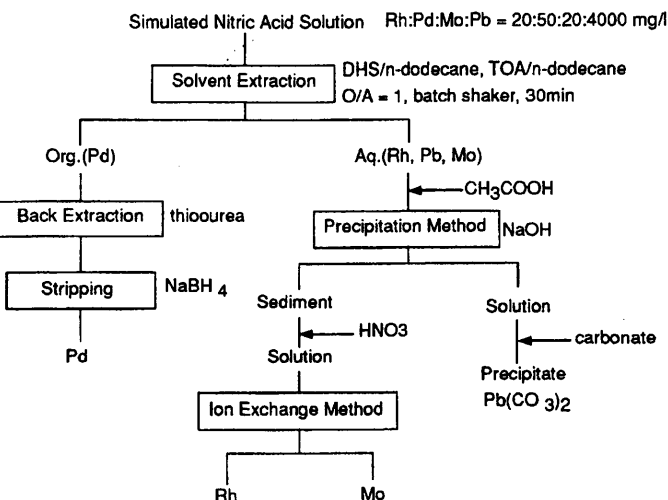 Simulated Nitric Acid Solution Rh:Pd:Mo:Pb = 20:50:20:4000 mg/l
Solvent Extraction
DHS/n-dodecane, TOA/n-dodecane
O/A = 1, batch shaker, 30min
Org.(Pd)
Aq.(Rh, Pb, Mo)
CH3COOH
Back Extraction
thioourea
Precipitation Method
NaOH
Stripping
NaBH 4
Sediment
Solution
HNO3
carbonate
Pd
Solution
Precipitate
Pb(CO 3)2
Ion Exchange Method
Rh
Mo